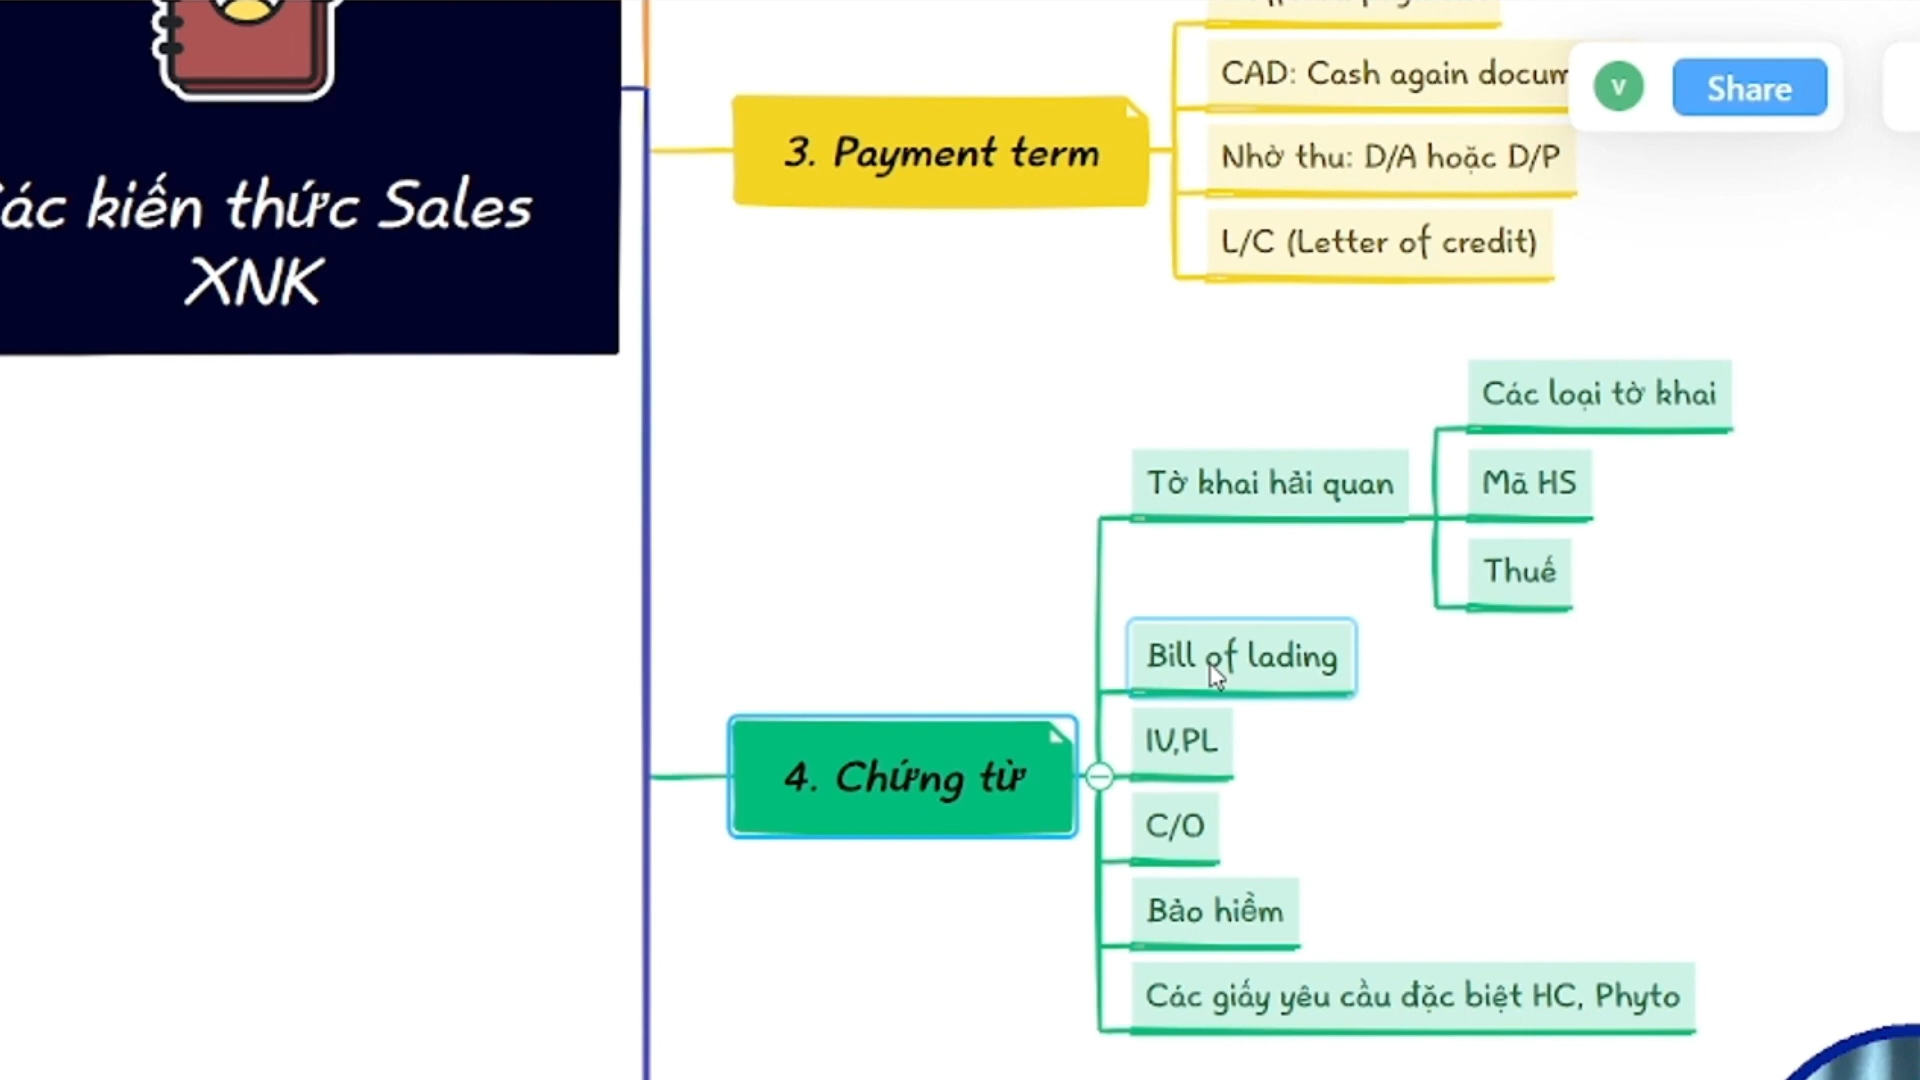 ác kiến thức Sales
XNK
3. Payment term
CAD: Cash again docum
Nhờ thu: D/A hoặc D/P
L/C (Letter of credit)
V
Share
4. Chứng từ
Tờ khai hải quan
Các loại tờ khai
Mã HS
Thuế
Bill of lading
IV,PL
C/O
Bảo hiểm
Các giấy yêu cầu đặc biệt HC, Phyto